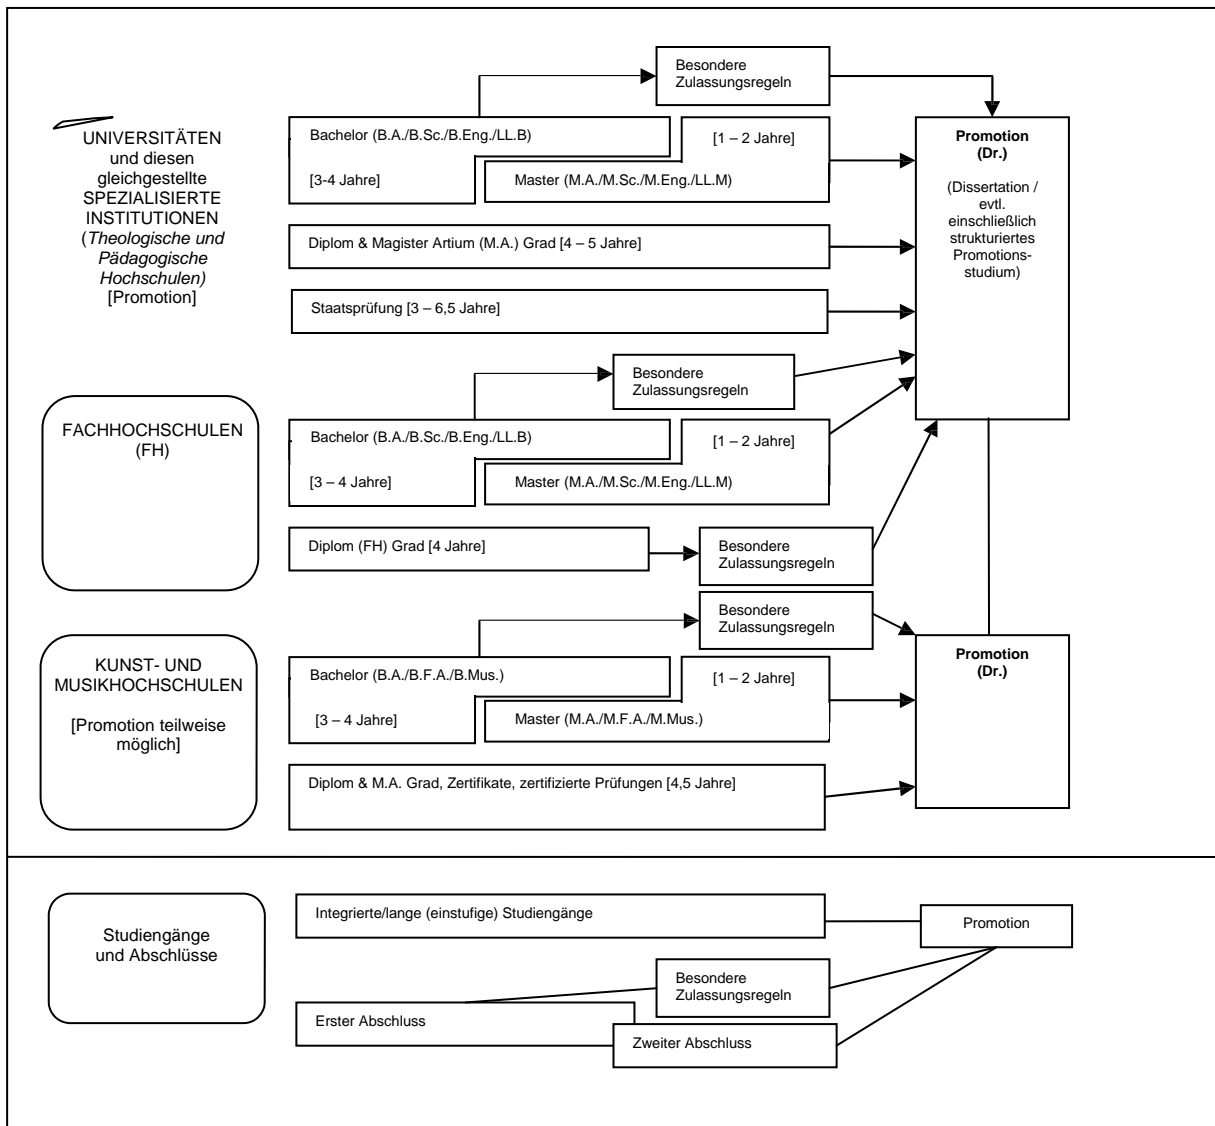 Besondere
Zulassungsregeln
UNIVERSITÄTEN
und diesen
gleichgestellte
SPEZIALISIERTE
INSTITUTIONEN
(Theologische und
Pädagogische
Hochschulen)
[Promotion]
Bachelor (B.A./B.Sc./B.Eng./LL.B)
[1 – 2 Jahre]
[3-4 Jahre]
Master (M.A./M.Sc./M.Eng./LL.M)
Diplom & Magister Artium (M.A.) Grad [4 – 5 Jahre]
Staatsprüfung [3 – 6,5 Jahre]
Promotion
(Dr.)
(Dissertation /
evtl.
einschließlich
strukturiertes
Promotions-
studium)
Besondere
Zulassungsregeln
FACHHOCHSCHULEN
(FH)
Bachelor (B.A./B.Sc./B.Eng./LL.B)
[1 – 2 Jahre]
[3 – 4 Jahre]
Master (M.A./M.Sc./M.Eng./LL.M)
Diplom (FH) Grad [4 Jahre]
Besondere
Zulassungsregeln
Besondere
Zulassungsregeln
KUNST- UND
MUSIKHOCHSCHULEN
[Promotion teilweise
möglich]
Bachelor (B.A./B.F.A./B.Mus.)
[1 – 2 Jahre]
[3 – 4 Jahre]
Master (M.A./M.F.A./M.Mus.)
Diplom & M.A. Grad, Zertifikate, zertifizierte Prüfungen [4,5 Jahre]
Promotion
(Dr.)
Studiengänge
und Abschlüsse
Integrierte/lange (einstufige) Studiengänge
Promotion
Besondere
Zulassungsregeln
Erster Abschluss
Zweiter Abschluss